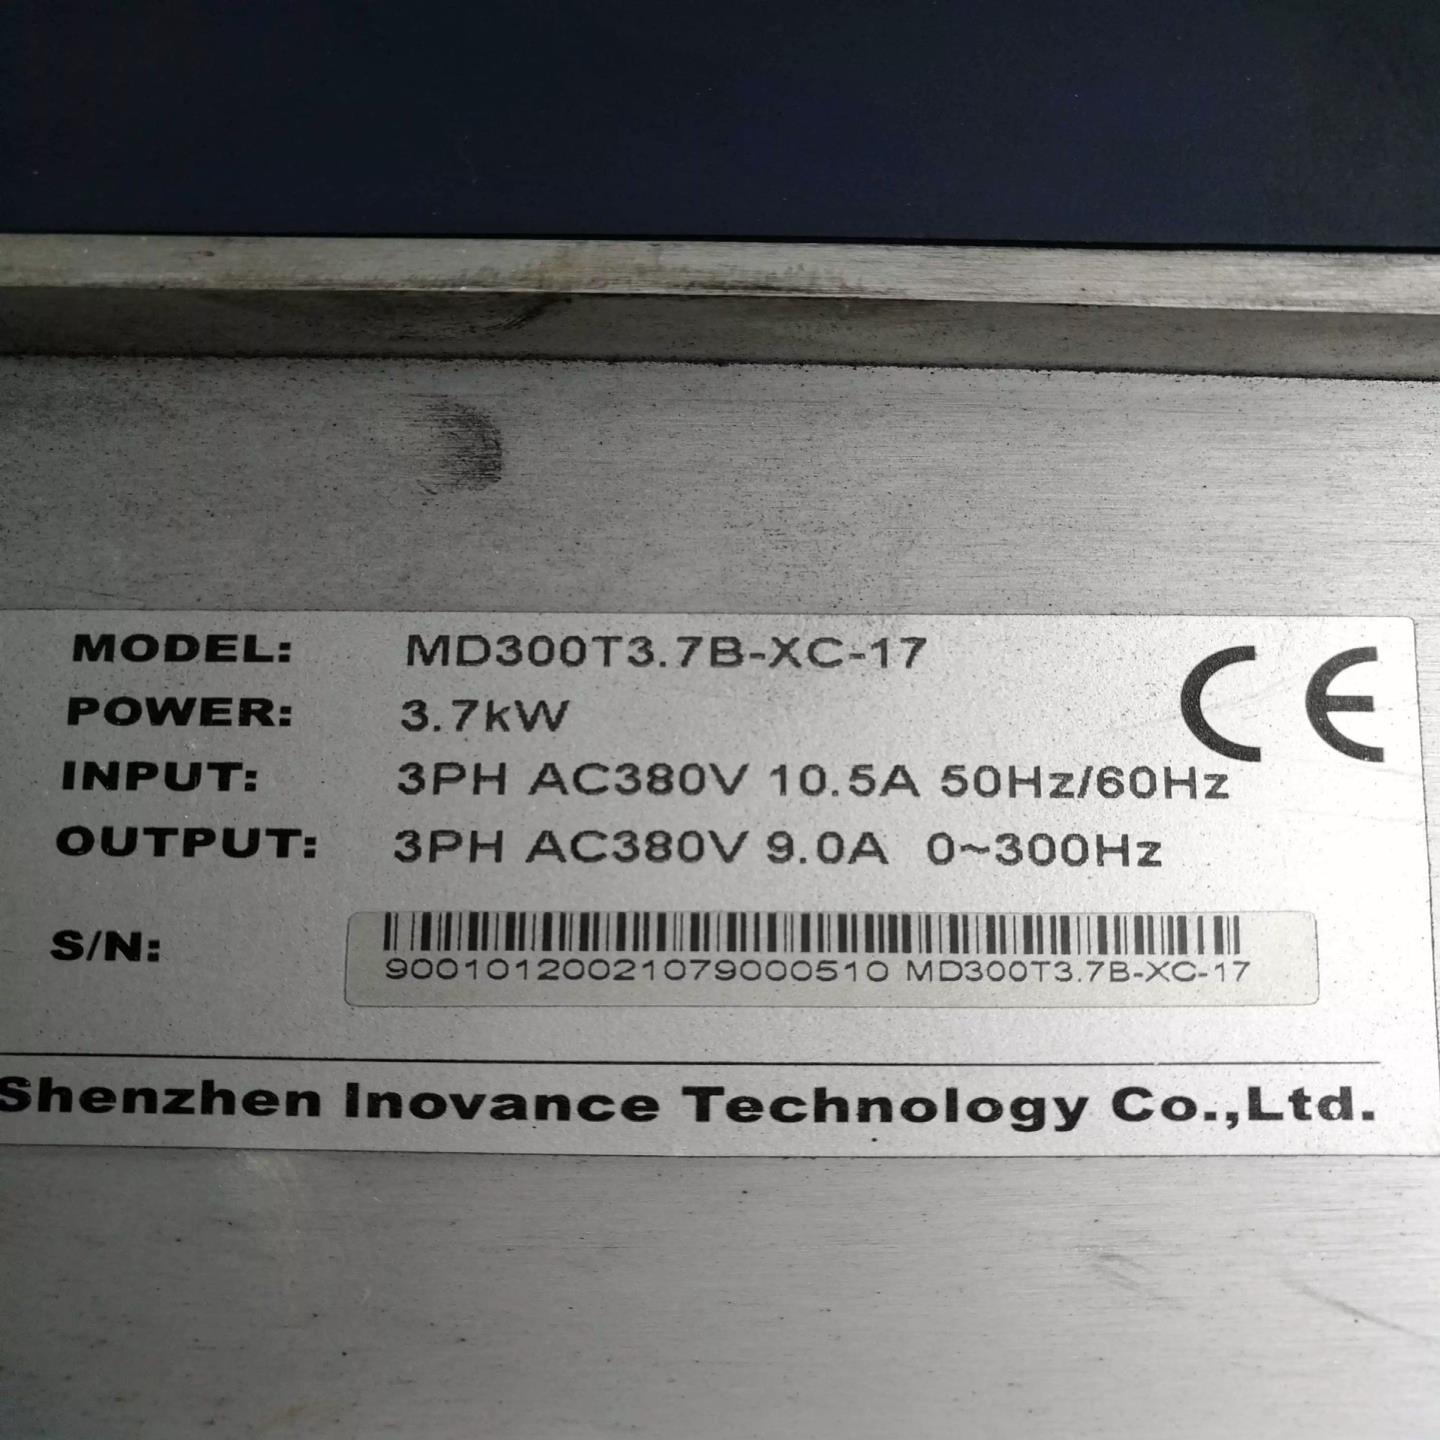 MODEL: MD300T3.7B-XC-17
POWER: 3.7kW
INPUT: 3PH AC380V 10.5A 50Hz/60Hz
OUTPUT: 3PH AC380V 9.0A 0~300Hz
CE
S/N:
9001012002107900510 MD300T3.7B-XC-17
Shenzhen Inovance Technology Co.,Ltd.